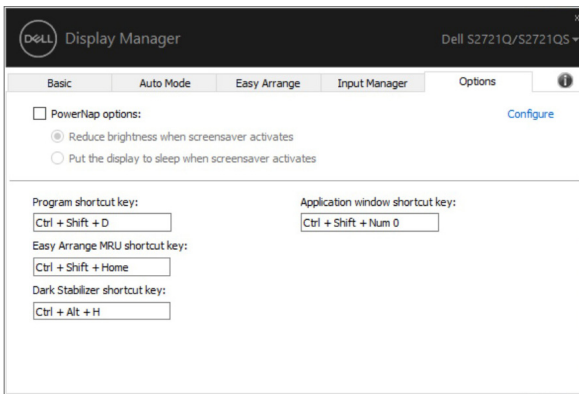 DELL Display Manager
Dell S2721Q/S2721QS
Basic Auto Mode Easy Arrange Input Manager Options
PowerNap options: Configure
Reduce brightness when screensaver activates
Put the display to sleep when screensaver activates
Program shortcut key: Application window shortcut key:
Ctrl + Shift + D Ctrl + Shift + Num 0
Easy Arrange MRU shortcut key:
Ctrl + Shift + Home
Dark Stabilizer shortcut key:
Ctrl + Alt + H